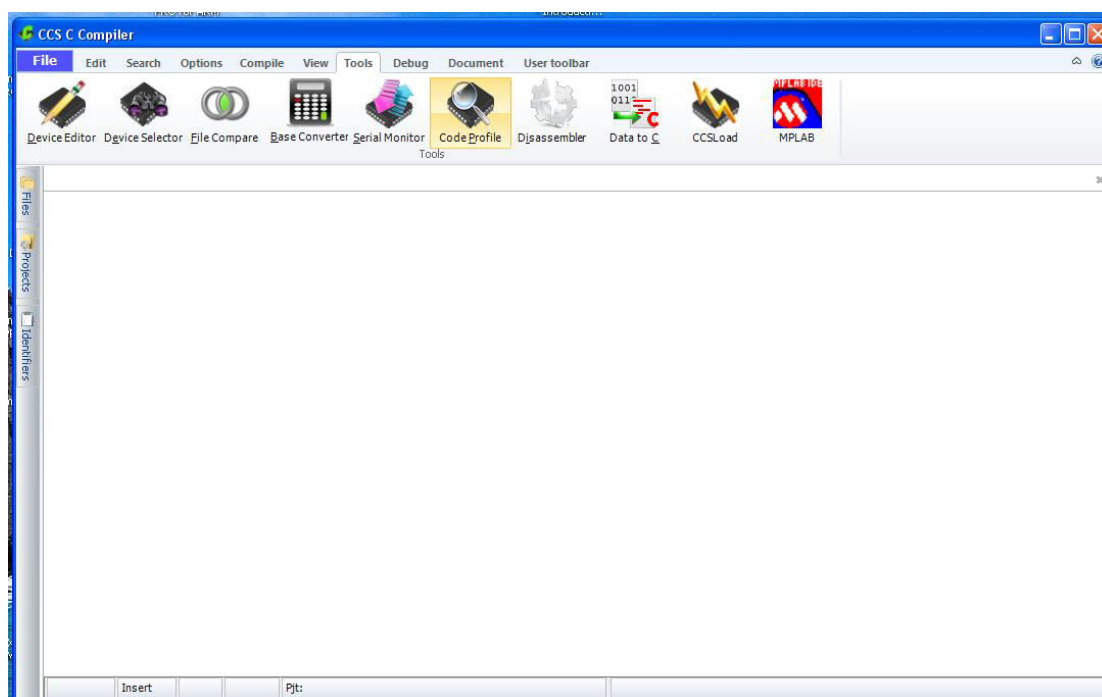 CCS C Compiler
File Edit Search Options Compile View Tools Debug Document User toolbar
1001
Device Editor Device Selector File Compare Base Converter Serial Monitor Code Profile Disassembler Data to C CCSLoad MPLAB
Tools
Files
Projects
Identifiers
Insert Pjt: